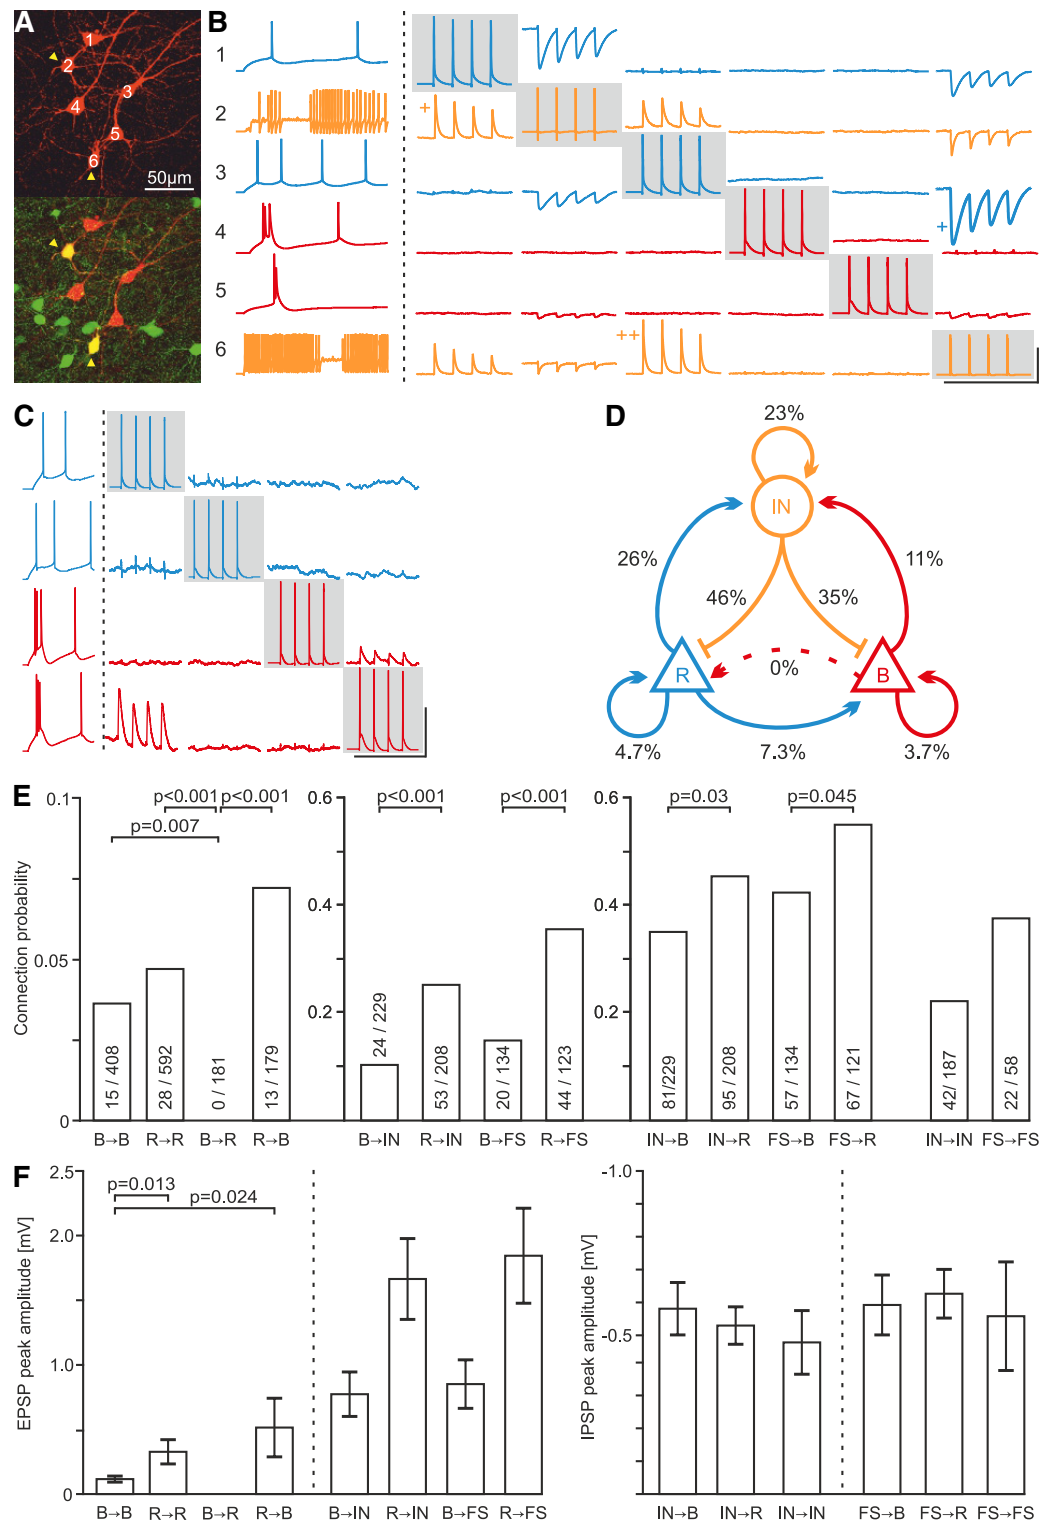 A
1
2
3
4
5
6
50µm
B
1
2
3
4
5
6
+
+
++
C
D
23%
IN
26%
11%
46%
35%
0%
R
B
4.7%
7.3%
3.7%
E
Connection probability
0.1
0.05
0
p<0.001
p<0.001
p=0.007
15 / 408
28 / 592
0 / 181
13 / 179
B→B
R→R
B→R
R→B
0.6
0.4
0.2
p<0.001
p<0.001
24 / 229
53 / 208
20 / 134
44 / 123
B→IN
R→IN
B→FS
R→FS
0.6
0.4
0.2
p=0.03
p=0.045
81/229
95 / 208
57 / 134
67 / 121
42/ 187
22 / 58
IN→B
IN→R
FS→B
FS→R
IN→IN
FS→FS
F
EPSP peak amplitude [mV]
2.5
2.0
1.0
0
p=0.013
p=0.024
B→B
R→R
B→R
R→B
B→IN
R→IN
B→FS
R→FS
IPSP peak amplitude [mV]
-1.0
-0.5
IN→B
IN→R
IN→IN
FS→B
FS→R
FS→FS